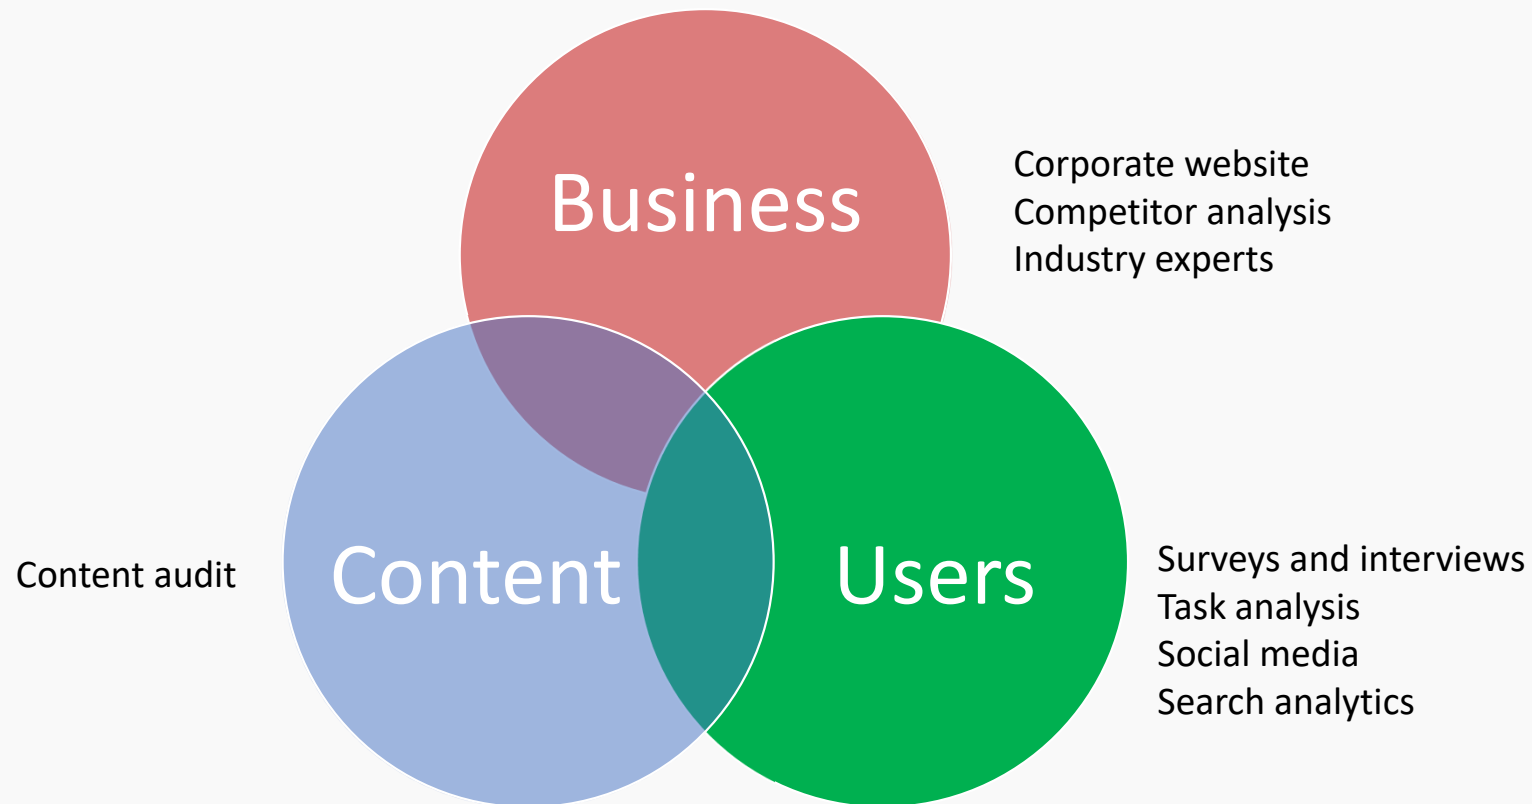 Business
Corporate website
Competitor analysis
Industry experts
Content audit
Content
Users
Surveys and interviews
Task analysis
Social media
Search analytics